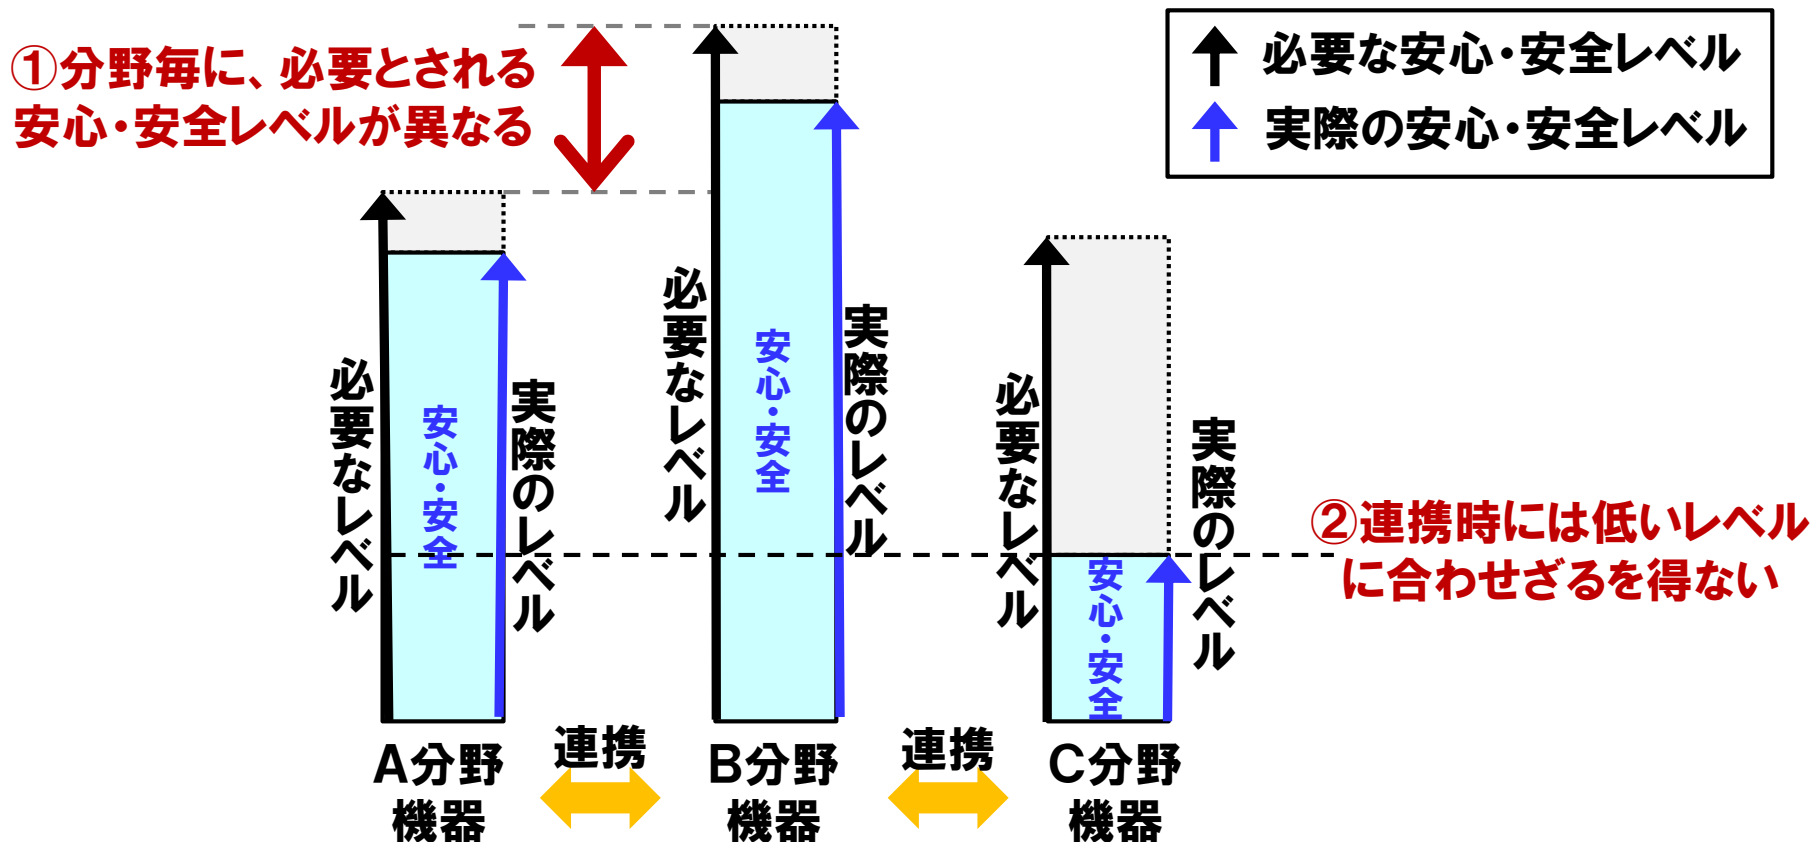 ①分野毎に、必要とされる
安心・安全レベルが異なる
必要な安心・安全レベル
実際の安心・安全レベル
必要なレベル
安心・安全
実際のレベル
必要なレベル
安心・安全
実際のレベル
必要なレベル
安心・安全
実際のレベル
②連携時には低いレベル
に合わせざるを得ない
A分野
機器
連携
B分野
機器
連携
C分野
機器